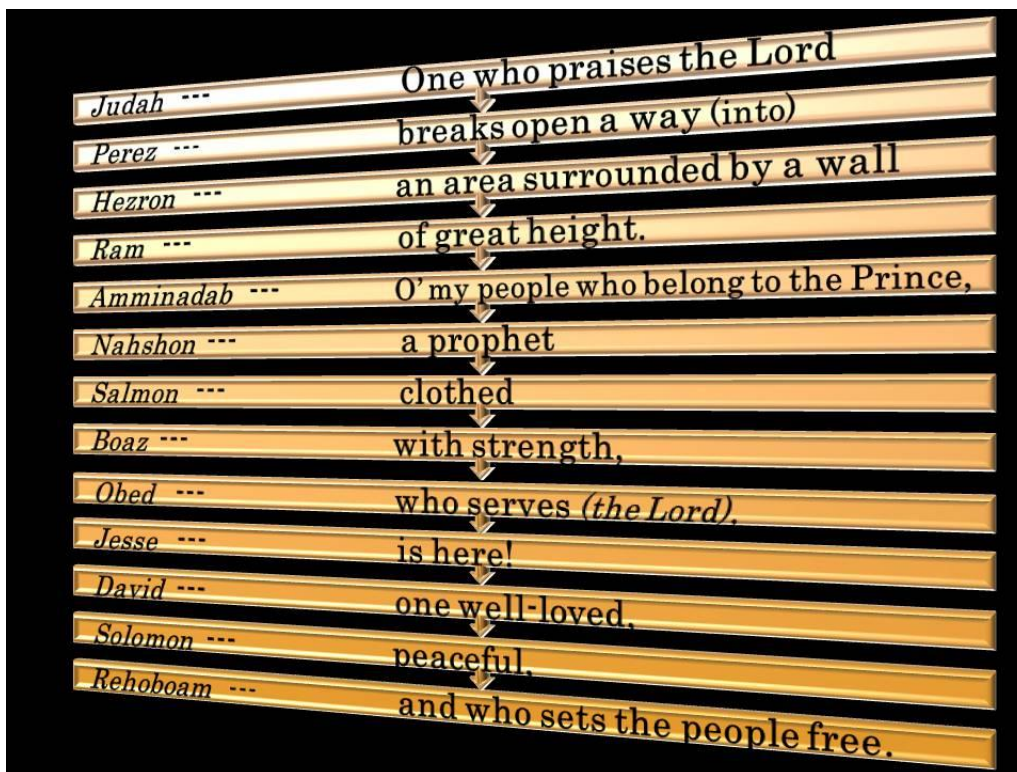 Judah --- One who praises the Lord
Perez --- breaks open a way (into)
Hezron --- an area surrounded by a wall
Ram --- of great height.
Amminadab --- O' my people who belong to the Prince,
Nahshon --- a prophet
Salmon --- clothed
Boaz --- with strength,
Obed --- who serves (the Lord),
Jesse --- is here!
David --- one well-loved,
Solomon --- peaceful,
Rehoboam --- and who sets the people free.